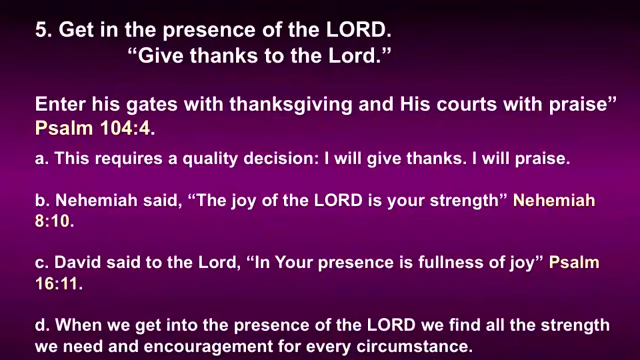 5. Get in the presence of the LORD.
“Give thanks to the Lord.”
Enter his gates with thanksgiving and His courts with praise”
Psalm 104:4.
a. This requires a quality decision: I will give thanks. I will praise.
b. Nehemiah said, “The joy of the LORD is your strength” Nehemiah
8:10.
c. David said to the Lord, “In Your presence is fullness of joy” Psalm
16:11.
d. When we get into the presence of the LORD we find all the strength
we need and encouragement for every circumstance.